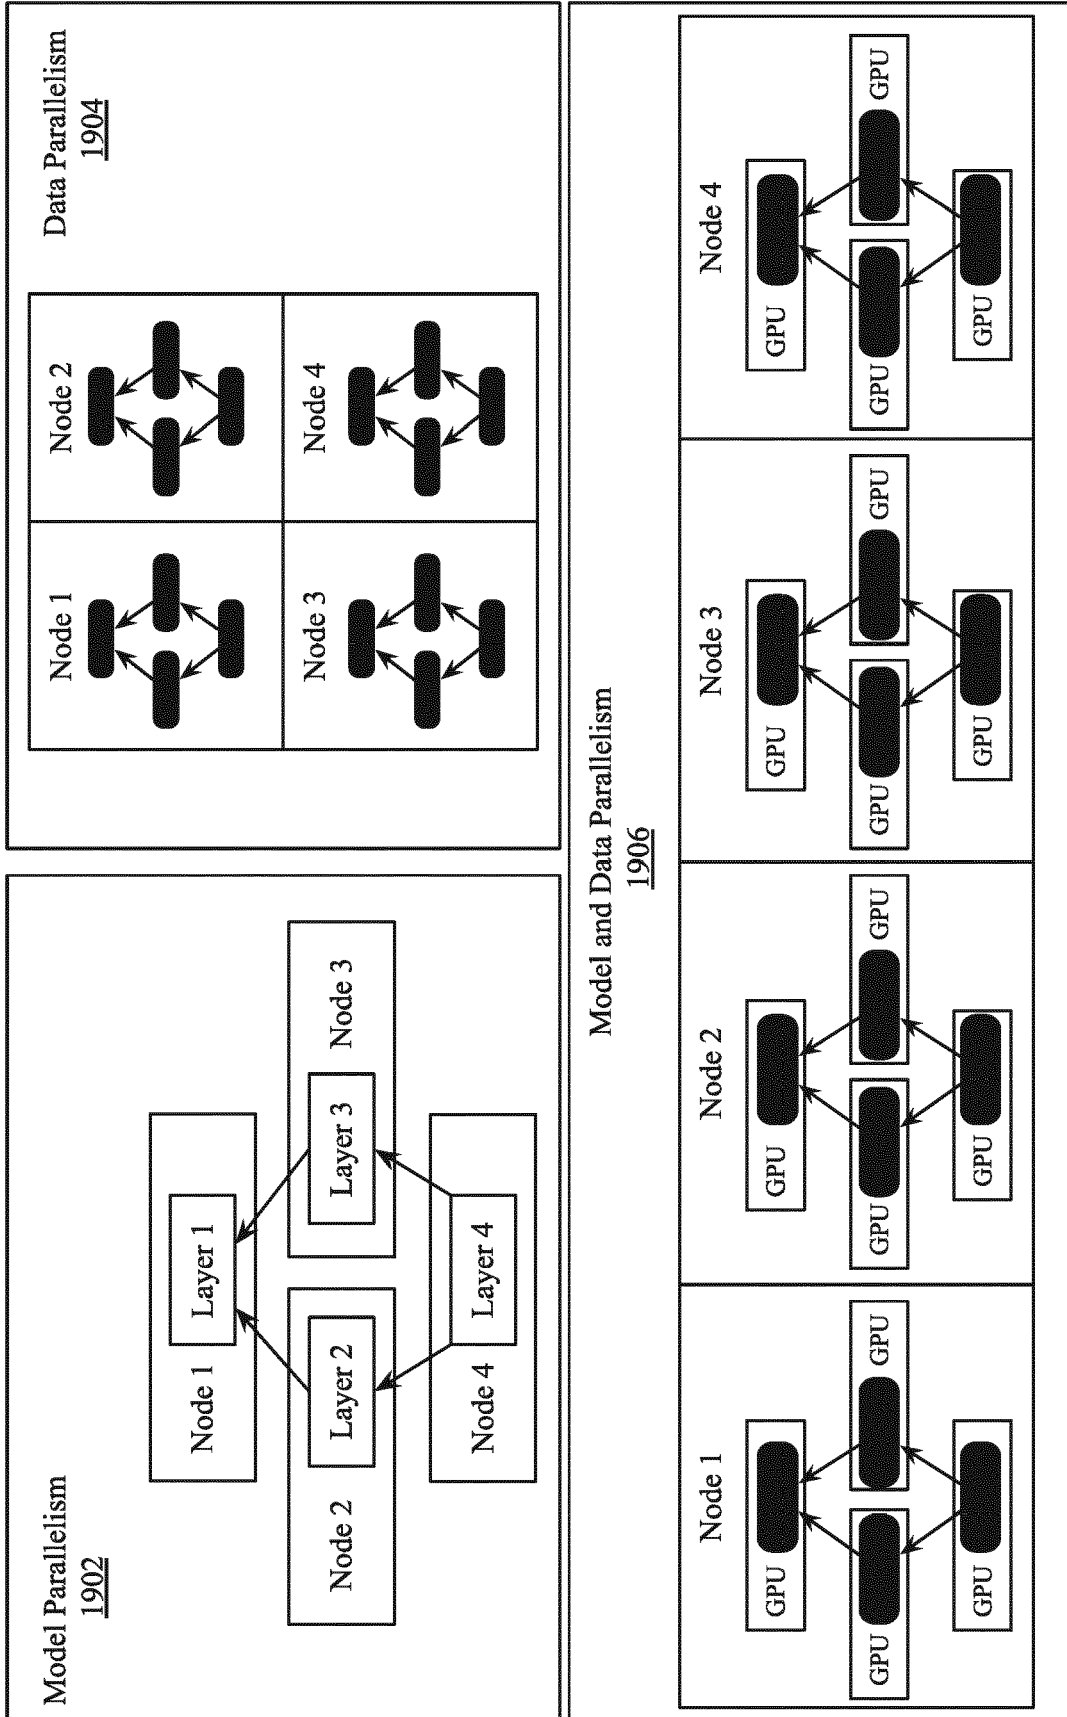 Model Parallelism
1902
Node 1
Layer 1
Node 2
Layer 2
Layer 3
Node 3
Node 4
Layer 4
Data Parallelism
1904
Node 1
Node 2
Node 3
Node 4
Model and Data Parallelism
1906
Node 1
GPU
GPU
GPU
GPU
Node 2
GPU
GPU
GPU
GPU
Node 3
GPU
GPU
GPU
GPU
Node 4
GPU
GPU
GPU
GPU